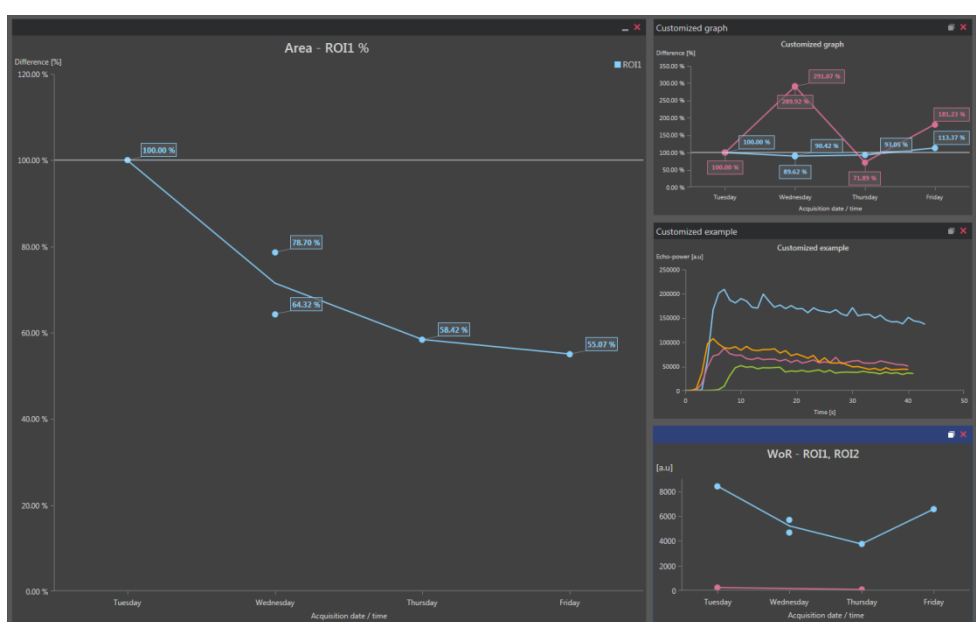 Area - ROI1 %
Difference [%]
ROI1
120.00 %
100.00 %
80.00 %
60.00 %
40.00 %
20.00 %
0.00 %
100.00 %
78.70 %
64.32 %
58.42 %
55.07 %
Tuesday Wednesday Thursday Friday
Acquisition date / time
Customized graph
Customized graph
Difference [%]
350.00 %
300.00 %
250.00 %
200.00 %
150.00 %
100.00 %
50.00 %
0.00 %
291.07 %
289.92 %
181.23 %
100.00 %
90.42 %
93.05 %
113.37 %
100.00 %
89.62 %
71.89 %
Tuesday Wednesday Thursday Friday
Acquisition date / time
Customized example
Customized example
Echo-power [a.u]
250000
200000
150000
100000
50000
0
0 10 20 30 40 50
Time [s]
WoR - ROI1, ROI2
[a.u]
8000
6000
4000
2000
0
Tuesday Wednesday Thursday Friday
Acquisition date / time